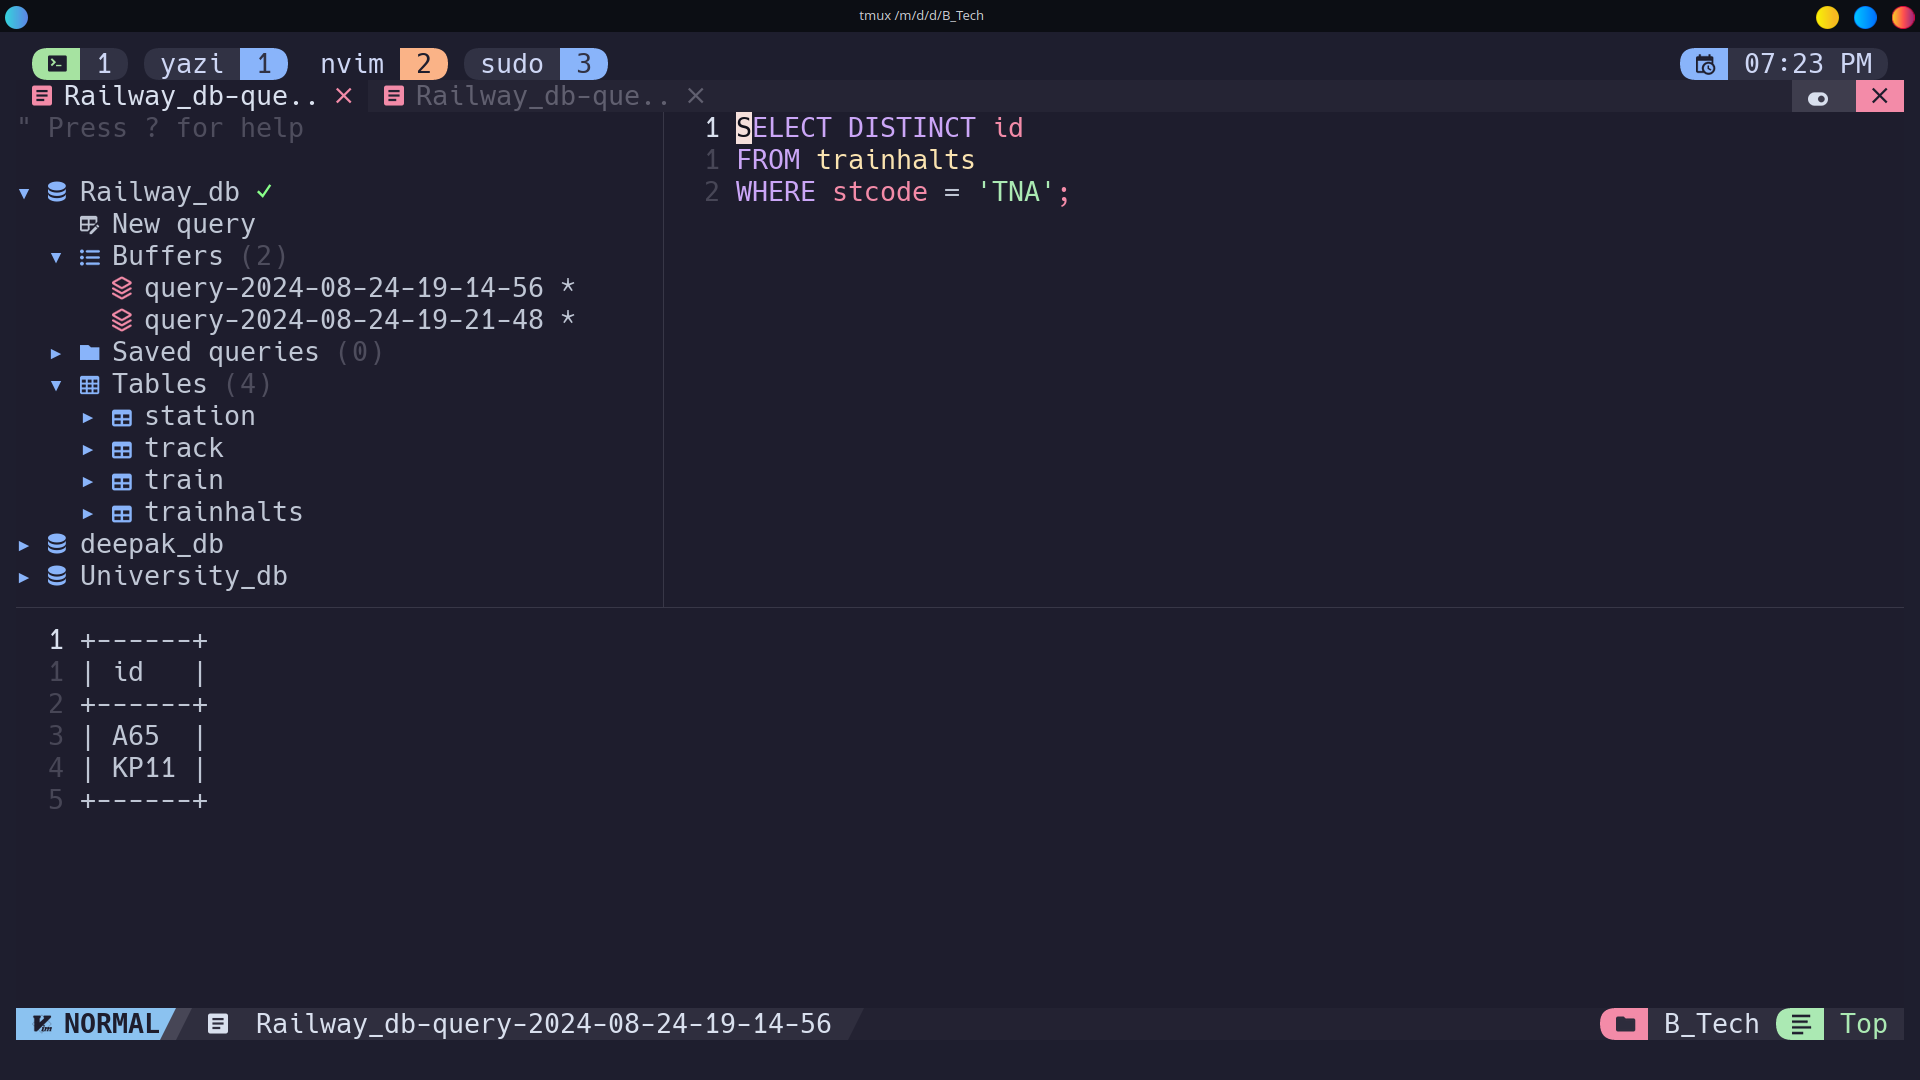 tmux /m/d/d/B_Tech
1 yazi 1 nvim 2 sudo 3 07:23 PM
Railway_db-que.. × Railway_db-que.. ×
" Press ? for help
Railway_db ✓
New query
Buffers (2)
query-2024-08-24-19-14-56 *
query-2024-08-24-19-21-48 *
Saved queries (0)
Tables (4)
station
track
train
trainhalts
deepak_db
University_db
1 SELECT DISTINCT id
1 FROM trainhalts
2 WHERE stcode = 'TNA';
1 +------+
1 | id   |
2 +------+
3 | A65  |
4 | KP11 |
5 +------+
NORMAL Railway_db-query-2024-08-24-19-14-56 B_Tech Top